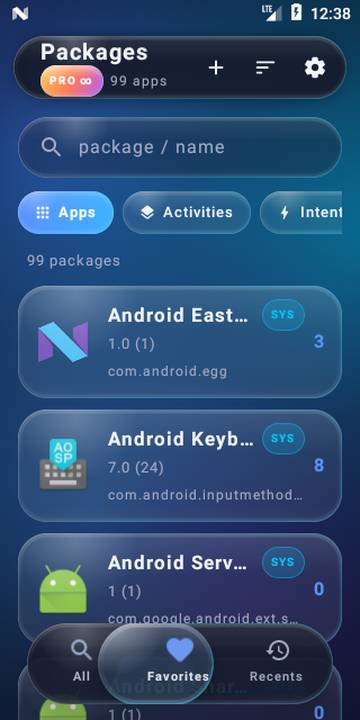 LTE 12:38
Packages
PRO ∞ 99 apps
package / name
Apps Activities Intent
99 packages
Android East… SYS
1.0 (1) 3
com.android.egg
AO
SP
Android Keyb… SYS
7.0 (24) 8
com.android.inputmethod…
Android Serv… SYS
1 (1) 0
com.google.android.ext.s…
All Favorites Recents
1 (1) 0